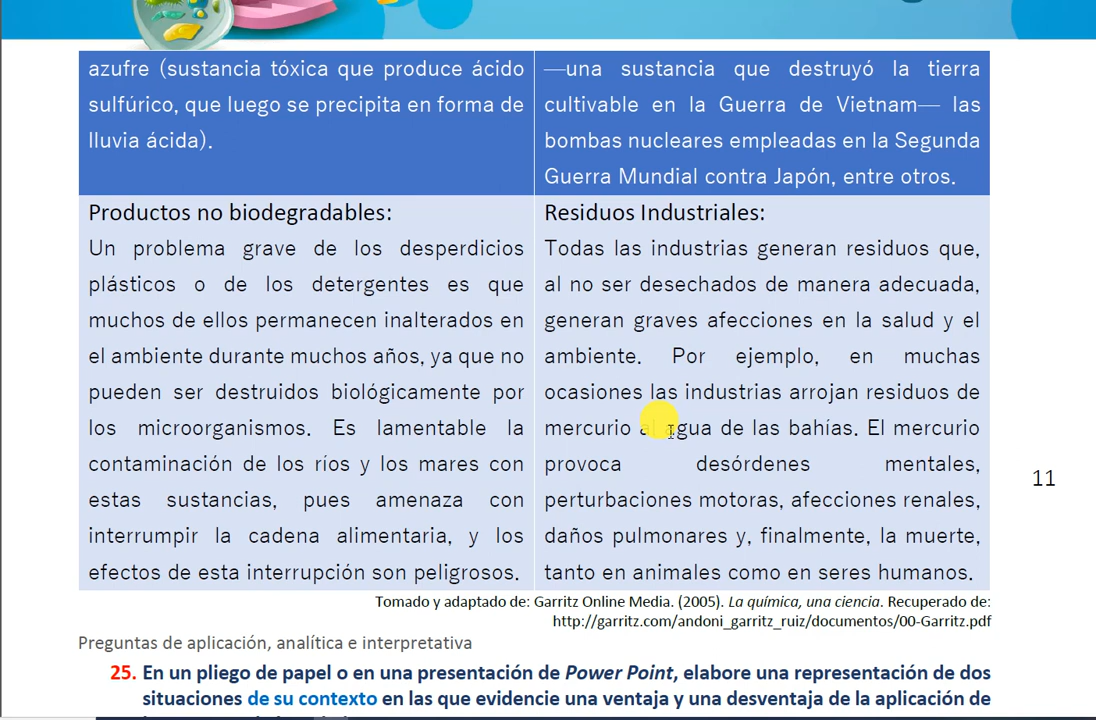 azufre (sustancia tóxica que produce ácido
sulfúrico, que luego se precipita en forma de
lluvia ácida).
—una sustancia que destruyó la tierra
cultivable en la Guerra de Vietnam— las
bombas nucleares empleadas en la Segunda
Guerra Mundial contra Japón, entre otros.
Productos no biodegradables:
Un problema grave de los desperdicios
plásticos o de los detergentes es que
muchos de ellos permanecen inalterados en
el ambiente durante muchos años, ya que no
pueden ser destruidos biológicamente por
los microorganismos. Es lamentable la
contaminación de los ríos y los mares con
estas sustancias, pues amenaza con
interrumpir la cadena alimentaria, y los
efectos de esta interrupción son peligrosos.
Residuos Industriales:
Todas las industrias generan residuos que,
al no ser desechados de manera adecuada,
generan graves afecciones en la salud y el
ambiente. Por ejemplo, en muchas
ocasiones las industrias arrojan residuos de
mercurio al agua de las bahías. El mercurio
provoca desórdenes mentales,
perturbaciones motoras, afecciones renales,
daños pulmonares y, finalmente, la muerte,
tanto en animales como en seres humanos.
11
Tomado y adaptado de: Garritz Online Media. (2005). La química, una ciencia. Recuperado de:
http://garritz.com/andoni_garritz_ruiz/documentos/00-Garritz.pdf
Preguntas de aplicación, analítica e interpretativa
25. En un pliego de papel o en una presentación de Power Point, elabore una representación de dos
situaciones de su contexto en las que evidencie una ventaja y una desventaja de la aplicación de